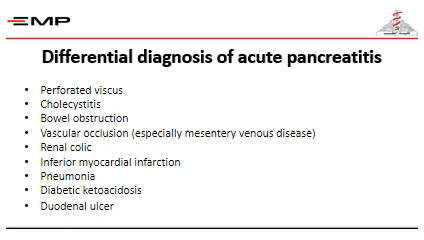 EMP
Differential diagnosis of acute pancreatitis
• Perforated viscus
• Cholecystitis
• Bowel obstruction
• Vascular occlusion (especially mesentery venous disease)
• Renal colic
• Inferior myocardial infarction
• Pneumonia
• Diabetic ketoacidosis
• Duodenal ulcer